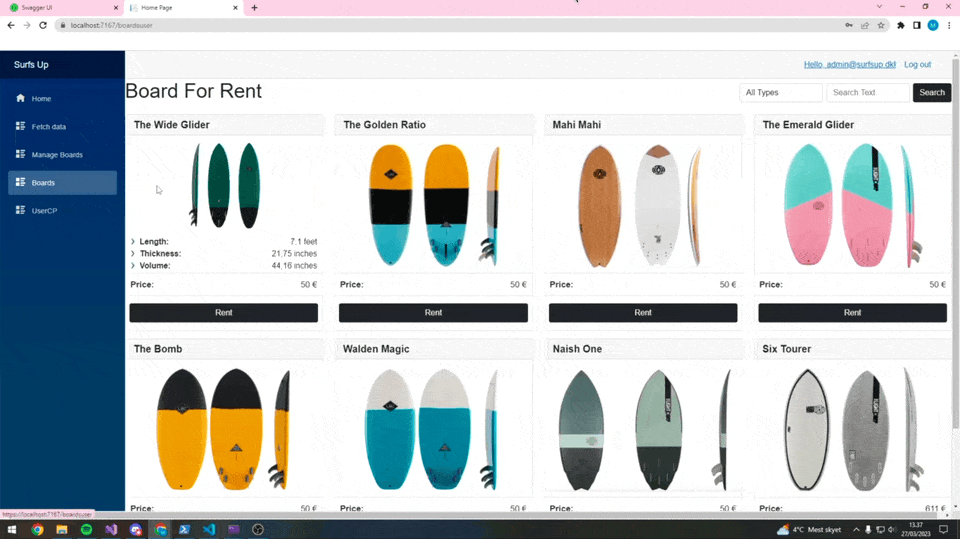 Swagger UI
Home Page
localhost:7167/boardsuser
M
Surfs Up
Hello, admin@surfsup.dk!
Log out
Home
Fetch data
Manage Boards
Boards
UserCP
Board For Rent
All Types
Search Text
Search
The Wide Glider
The Golden Ratio
Mahi Mahi
The Emerald Glider
Length: 7.1 feet
Thickness: 21,75 inches
Volume: 44,16 inches
Price: 50 €
Price: 50 €
Price: 50 €
Price: 50 €
Rent
Rent
Rent
Rent
The Bomb
Walden Magic
Naish One
Six Tourer
Price: 50 €
Price: 50 €
Price: 50 €
Price: 611 €
https://localhost:7167/boardsuser
4°C Mest skyet
13.37
27/03/2023